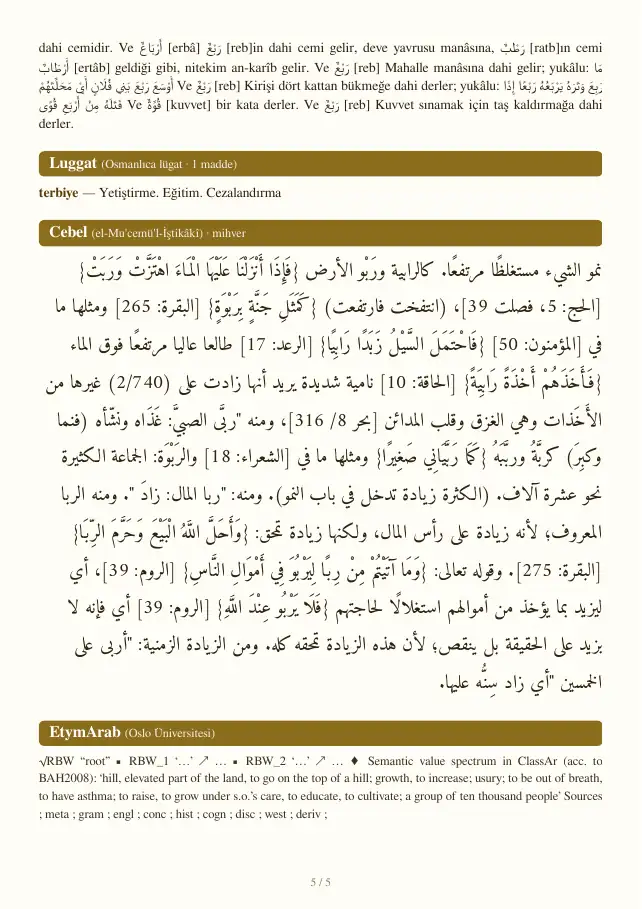 dahi cemidir. Ve أَرْبَاعٌ [erbâ] رَبْعٌ [reb]in dahi cemi gelir, deve yavrusu manâsına, رَطْبٌ [ratb]ın cemi
أَرْطَابٌ [ertâb] geldiği gibi, nitekim an-karîb gelir. Ve رَبْعٌ [reb] Mahalle manâsına dahi gelir; yukâlu: مَا
أَوْسَعَ رَبْعَ بَنِي فُلَانٍ أَيْ مَحَلَّتَهُمْ Ve رَبْعٌ [reb] Kirişi dört kattan bükmeğe dahi derler; yukâlu: رَبِعَ وَتَرَهُ يَرْبَعُهُ رَبْعًا إِذَا
فَتَلَهُ مِنْ أَرْبَعِ قُوًى Ve قُوَّةٌ [kuvvet] bir kata derler. Ve رَبْعٌ [reb] Kuvvet sınamak için taş kaldırmağa dahi
derler.
Luggat (Osmanlıca lügat · 1 madde)
terbiye — Yetiştirme. Eğitim. Cezalandırma
Cebel (el-Mu'cemü'l-İştikâkî) · mihver
نمو الشيء مستغلظًا مرتفعًا. كالرابية ورَبْو الأرض {فَإِذَا أَنْزَلْنَا عَلَيْهَا الْمَاءَ اهْتَزَّتْ وَرَبَتْ}
[الحج: 5، فصلت 39]، (انتفخت فارتفعت) {كَمَثَلِ جَنَّةٍ بِرَبْوَةٍ} [البقرة: 265] ومثلها ما
في [المؤمنون: 50] {فَاحْتَمَلَ السَّيْلُ زَبَدًا رَابِيًا} [الرعد: 17] طالعا عاليا مرتفعًا فوق الماء
{فَأَخَذَهُمْ أَخْذَةً رَابِيَةً} [الحاقة: 10] نامية شديدة يريد أنها زادت على (2/740) غيرها من
الأَخَذات وهي الغزق وقلب المدائن [بحر 8/ 316]، ومنه "ربَّى الصبيَّ: غَذَاه ونشّأه (فنما
وكبِرَ) كربَّهُ وربَّبَهُ {كَمَا رَبَّيَانِي صَغِيرًا} ومثلها ما في [الشعراء: 18] والرَبْوَة: الجماعة الكثيرة
نحو عشرة آلاف. (الكثرة زيادة تدخل في باب النمو). ومنه: "ربا المال: زادَ ". ومنه الربا
المعروف؛ لأنه زيادة على رأس المال، ولكنها زيادة تمحق: {وَأَحَلَّ اللَّهُ الْبَيْعَ وَحَرَّمَ الرِّبَا}
[البقرة: 275]. وقوله تعالى: {وَمَا آتَيْتُمْ مِنْ رِبًا لِيَرْبُوَ فِي أَمْوَالِ النَّاسِ} [الروم: 39]، أي
ليزيد بما يؤخذ من أموالهم استغلالًا لحاجتهم {فَلَا يَرْبُو عِنْدَ اللَّهِ} [الروم: 39] أي فإنه لا
يزيد على الحقيقة بل ينقص؛ لأن هذه الزيادة تمحقه كله. ومن الزيادة الزمنية: "أربى على
الخمسين "أي زاد سِنُّه عليها.
EtymArab (Oslo Üniversitesi)
√RBW “root” ▪ RBW_1 ‘…’ ↗ … ▪ RBW_2 ‘…’ ↗ … ♦ Semantic value spectrum in ClassAr (acc. to
BAH2008): ‘hill, elevated part of the land, to go on the top of a hill; growth, to increase; usury; to be out of breath,
to have asthma; to raise, to grow under s.o.’s care, to educate, to cultivate; a group of ten thousand people’ Sources
; meta ; gram ; engl ; conc ; hist ; cogn ; disc ; west ; deriv ;
5 / 5